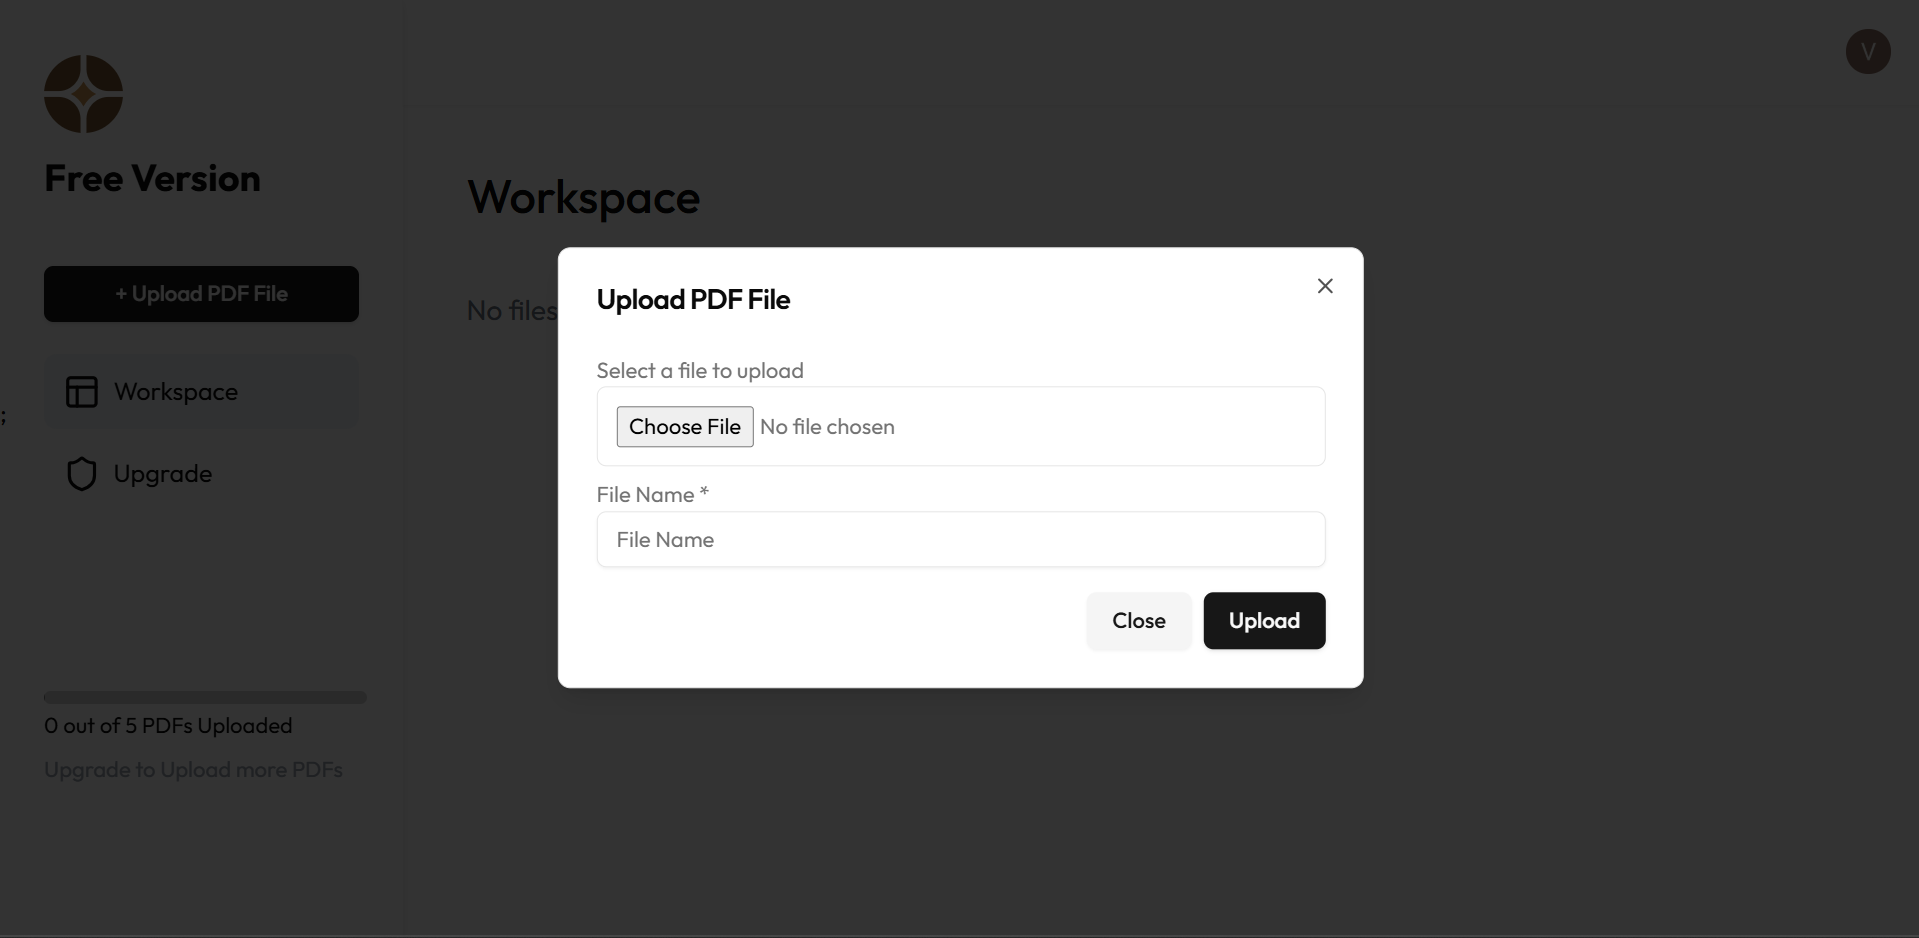 V
Free Version
Workspace
+ Upload PDF File
No files
Workspace
;
Upgrade
0 out of 5 PDFs Uploaded
Upgrade to Upload more PDFs
Upload PDF File
Select a file to upload
Choose File No file chosen
File Name *
File Name
Close Upload